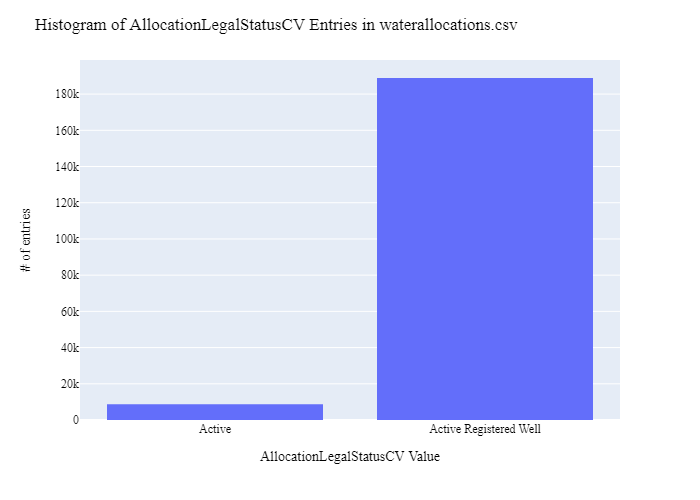 Histogram of AllocationLegalStatusCV Entries in waterallocations.csv
180k
160k
140k
120k
100k
80k
60k
40k
20k
0
# of entries
Active
Active Registered Well
AllocationLegalStatusCV Value